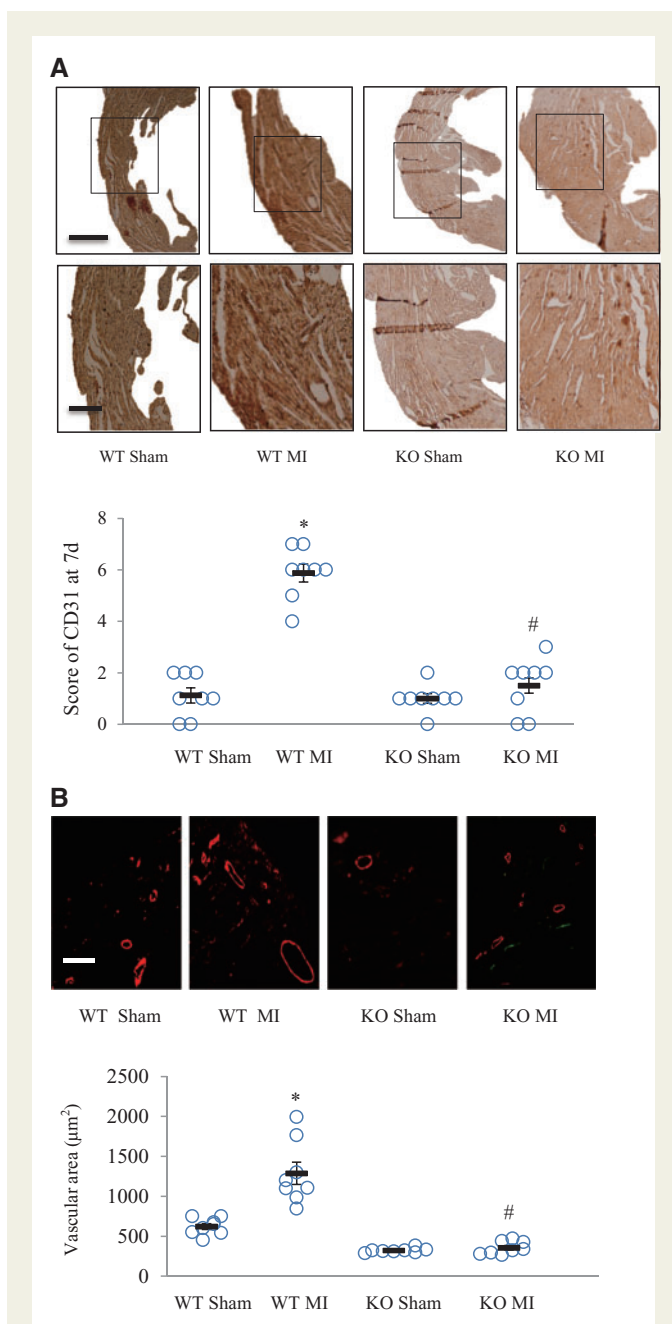 A
WT Sham WT MI KO Sham KO MI
Score of CD31 at 7d
8
6
4
2
0
*
#
WT Sham WT MI KO Sham KO MI
B
WT Sham WT MI KO Sham KO MI
Vascular area (µm²)
2500
2000
1500
1000
500
0
*
#
WT Sham WT MI KO Sham KO MI